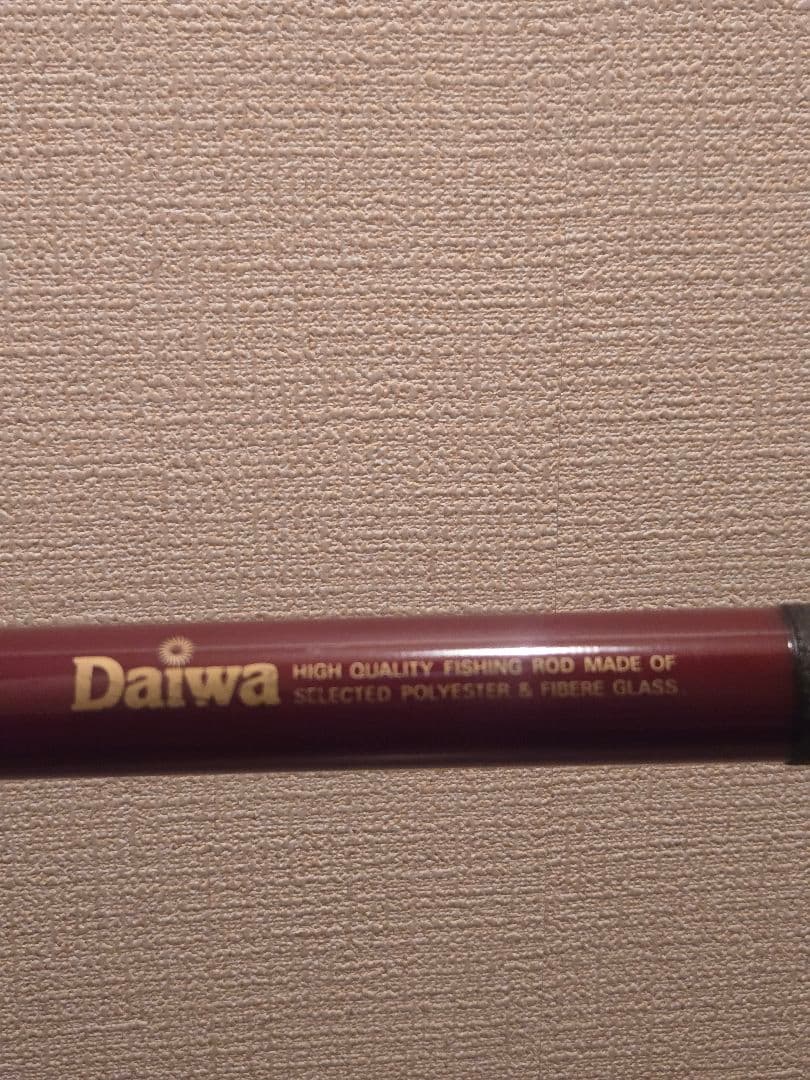 Daiwa
HIGH QUALITY FISHING ROD MADE OF
SELECTED POLYESTER & FIBERE GLASS